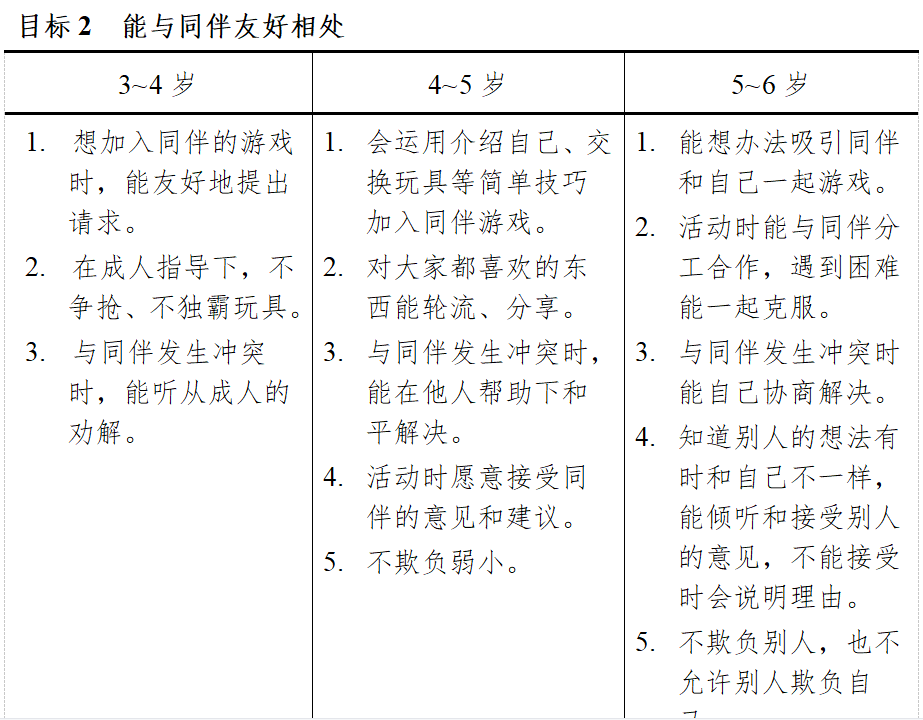 目标2 能与同伴友好相处
3~4 岁
4~5 岁
5~6 岁
1. 想加入同伴的游戏
时，能友好地提出
请求。
2. 在成人指导下，不
争抢、不独霸玩具。
3. 与同伴发生冲突
时，能听从成人的
劝解。
1. 会运用介绍自己、交
换玩具等简单技巧
加入同伴游戏。
2. 对大家都喜欢的东
西能轮流、分享。
3. 与同伴发生冲突时，
能在他人帮助下和
平解决。
4. 活动时愿意接受同
伴的意见和建议。
5. 不欺负弱小。
1. 能想办法吸引同伴
和自己一起游戏。
2. 活动时能与同伴分
工合作，遇到困难
能一起克服。
3. 与同伴发生冲突时
能自己协商解决。
4. 知道别人的想法有
时和自己不一样，
能倾听和接受别人
的意见，不能接受
时会说明理由。
5. 不欺负别人，也不
允许别人欺负自